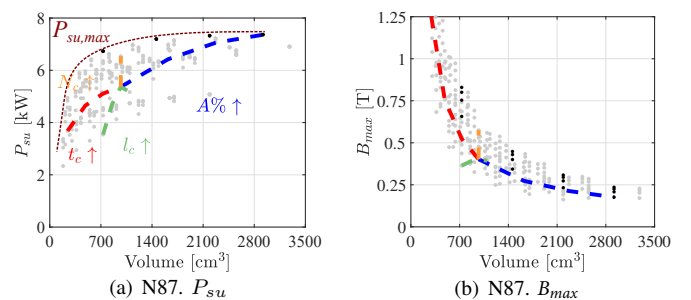 P_{su,max}
N_c ↑
A% ↑
t_c ↑
l_c ↑
P_{su} [kW]
8
6
4
2
0
0 700 1400 2100 2800 3500
Volume [cm³]
(a) N87. P_{su}
B_{max} [T]
1.25
1
0.75
0.5
0.25
0
0 700 1400 2100 2800 3500
Volume [cm³]
(b) N87. B_{max}